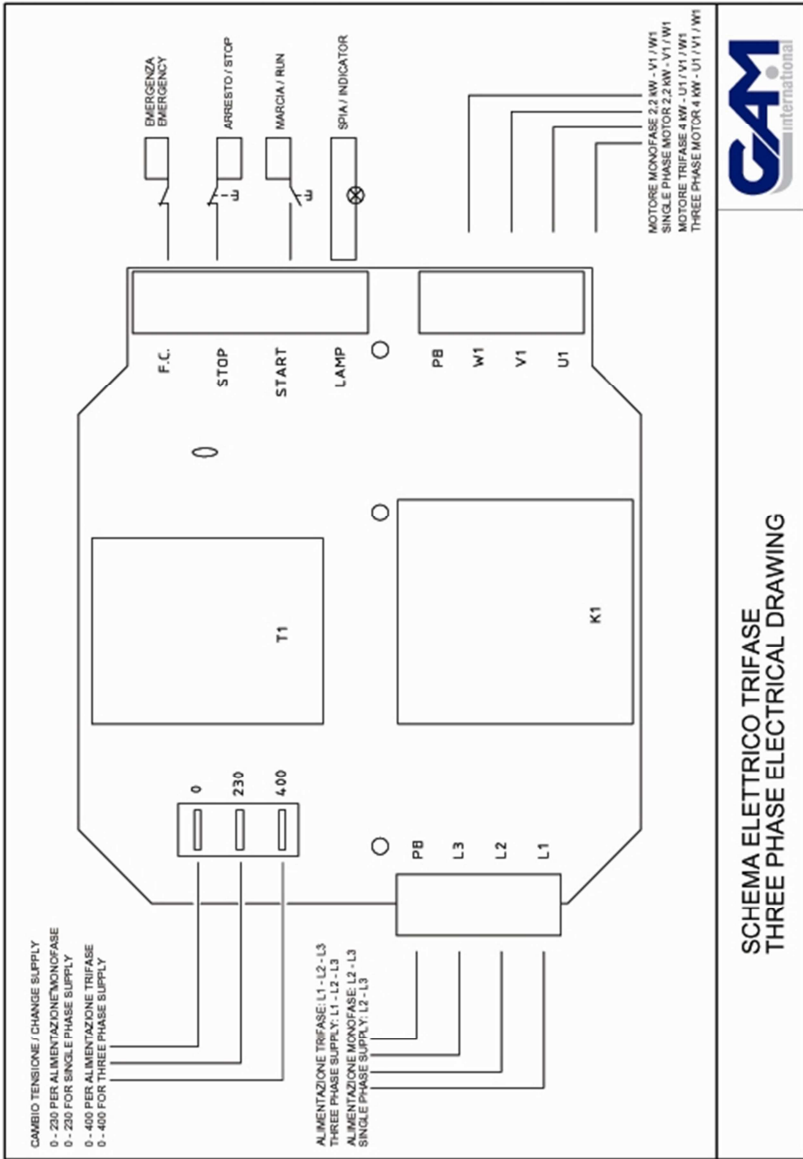 CAMBIO TENSIONE / CHANGE SUPPLY
0 - 230 PER ALIMENTAZIONE MONOFASE
0 - 230 FOR SINGLE PHASE SUPPLY
0 - 400 PER ALIMENTAZIONE TRIFASE
0 - 400 FOR THREE PHASE SUPPLY
0
230
400
T1
F.C.
STOP
START
LAMP
EMERGENZA
EMERGENCY
ARRESTO / STOP
MARCIA / RUN
SPIA / INDICATOR
ALIMENTAZIONE TRIFASE: L1 - L2 - L3
THREE PHASE SUPPLY: L1 - L2 - L3
ALIMENTAZIONE MONOFASE: L2 - L3
SINGLE PHASE SUPPLY: L2 - L3
PB
L3
L2
L1
K1
PB
W1
V1
U1
MOTORE MONOFASE 2,2 kW - V1 / W1
SINGLE PHASE MOTOR 2,2 kW - V1 / W1
MOTORE TRIFASE 4 kW - U1 / V1 / W1
THREE PHASE MOTOR 4 kW - U1 / V1 / W1
SCHEMA ELETTRICO TRIFASE
THREE PHASE ELECTRICAL DRAWING
GAM
international